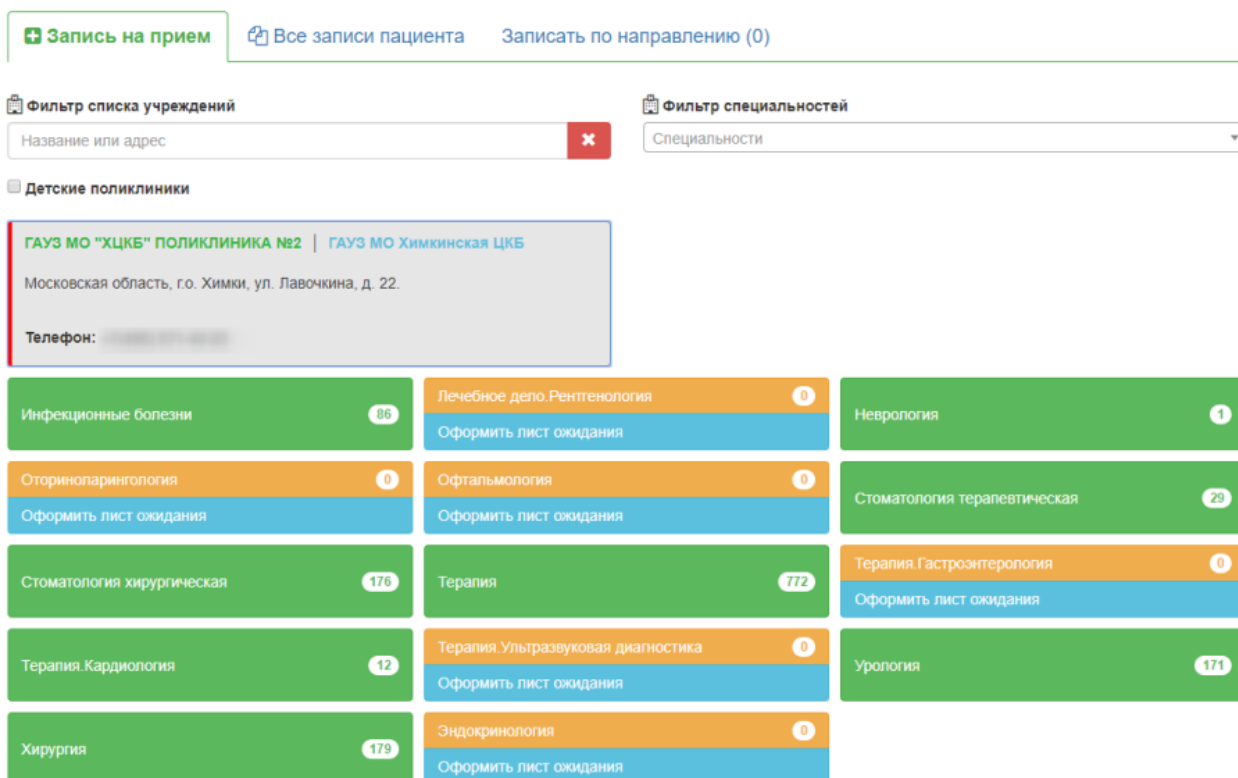 Запись на прием
Все записи пациента
Записать по направлению (0)
Фильтр списка учреждений
Фильтр специальностей
Название или адрес
Специальности
Детские поликлиники
ГАУЗ МО "ХЦКБ" ПОЛИКЛИНИКА №2 | ГАУЗ МО Химкинская ЦКБ
Московская область, г.о. Химки, ул. Лавочкина, д. 22.
Телефон:
Инфекционные болезни 86
Лечебное дело.Рентгенология 0
Оформить лист ожидания
Неврология 1
Оториноларингология 0
Оформить лист ожидания
Офтальмология 0
Оформить лист ожидания
Стоматология терапевтическая 29
Стоматология хирургическая 176
Терапия 772
Терапия.Гастроэнтерология 0
Оформить лист ожидания
Терапия.Кардиология 12
Терапия.Ультразвуковая диагностика 0
Оформить лист ожидания
Урология 171
Хирургия 179
Эндокринология 0
Оформить лист ожидания